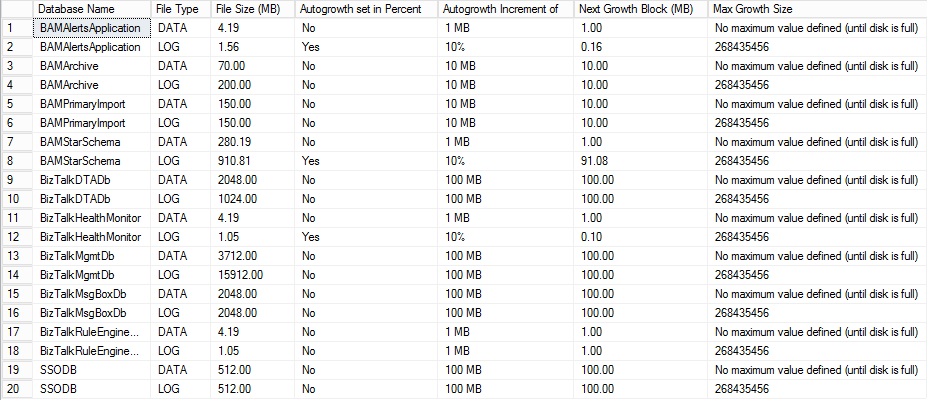 Database Name File Type File Size (MB) Autogrowth set in Percent Autogrowth Increment of Next Growth Block (MB) Max Growth Size
1 BAMAlertsApplication DATA 4.19 No 1 MB 1.00 No maximum value defined (until disk is full)
2 BAMAlertsApplication LOG 1.56 Yes 10% 0.16 268435456
3 BAMArchive DATA 70.00 No 10 MB 10.00 No maximum value defined (until disk is full)
4 BAMArchive LOG 200.00 No 10 MB 10.00 268435456
5 BAMPrimaryImport DATA 150.00 No 10 MB 10.00 No maximum value defined (until disk is full)
6 BAMPrimaryImport LOG 150.00 No 10 MB 10.00 268435456
7 BAMStarSchema DATA 280.19 No 1 MB 1.00 No maximum value defined (until disk is full)
8 BAMStarSchema LOG 910.81 Yes 10% 91.08 268435456
9 BizTalkDTADb DATA 2048.00 No 100 MB 100.00 No maximum value defined (until disk is full)
10 BizTalkDTADb LOG 1024.00 No 100 MB 100.00 268435456
11 BizTalkHealthMonitor DATA 4.19 No 1 MB 1.00 No maximum value defined (until disk is full)
12 BizTalkHealthMonitor LOG 1.05 Yes 10% 0.10 268435456
13 BizTalkMgmtDb DATA 3712.00 No 100 MB 100.00 No maximum value defined (until disk is full)
14 BizTalkMgmtDb LOG 15912.00 No 100 MB 100.00 268435456
15 BizTalkMsgBoxDb DATA 2048.00 No 100 MB 100.00 No maximum value defined (until disk is full)
16 BizTalkMsgBoxDb LOG 2048.00 No 100 MB 100.00 268435456
17 BizTalkRuleEngine... DATA 4.19 No 1 MB 1.00 No maximum value defined (until disk is full)
18 BizTalkRuleEngine... LOG 1.05 No 1 MB 1.00 268435456
19 SSODB DATA 512.00 No 100 MB 100.00 No maximum value defined (until disk is full)
20 SSODB LOG 512.00 No 100 MB 100.00 268435456